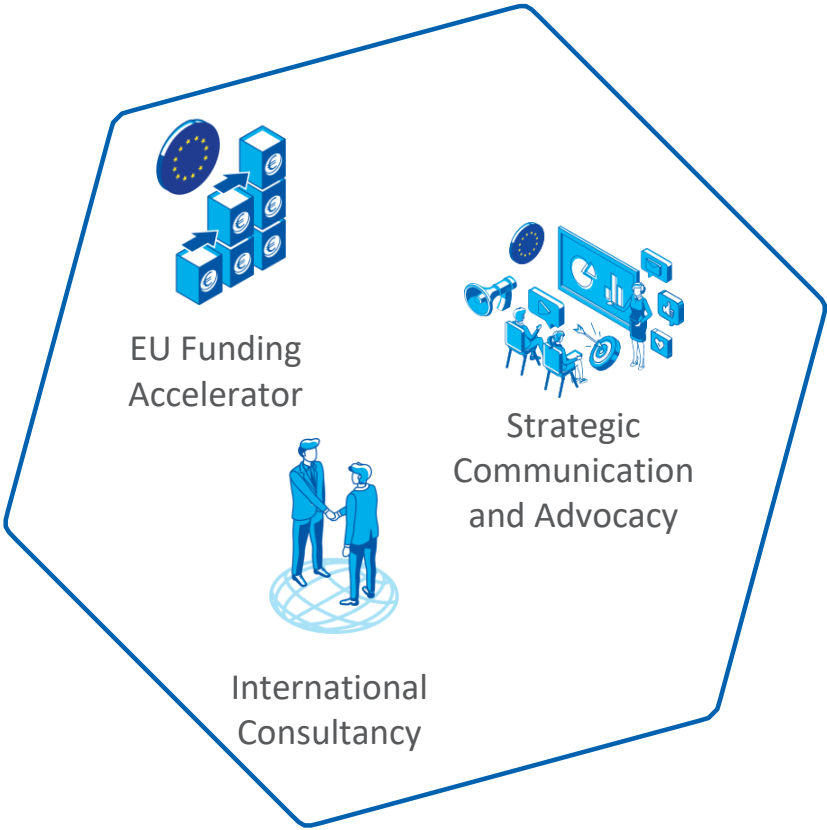 EU Funding
Accelerator
Strategic
Communication
and Advocacy
International
Consultancy